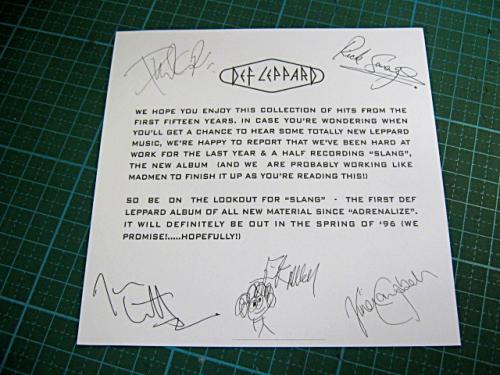 Rick Savage
DEF LEPPARD
WE HOPE YOU ENJOY THIS COLLECTION OF HITS FROM THE
FIRST FIFTEEN YEARS. IN CASE YOU'RE WONDERING WHEN
YOU'LL GET A CHANCE TO HEAR SOME TOTALLY NEW LEPPARD
MUSIC, WE'RE HAPPY TO REPORT THAT WE'VE BEEN HARD AT
WORK FOR THE LAST YEAR & A HALF RECORDING "SLANG",
THE NEW ALBUM (AND WE ARE PROBABLY WORKING LIKE
MADMEN TO FINISH IT UP AS YOU'RE READING THIS!)
SO BE ON THE LOOKOUT FOR "SLANG" - THE FIRST DEF
LEPPARD ALBUM OF ALL NEW MATERIAL SINCE "ADRENALIZE".
IT WILL DEFINITELY BE OUT IN THE SPRING OF '96 (WE
PROMISE!.....HOPEFULLY!)